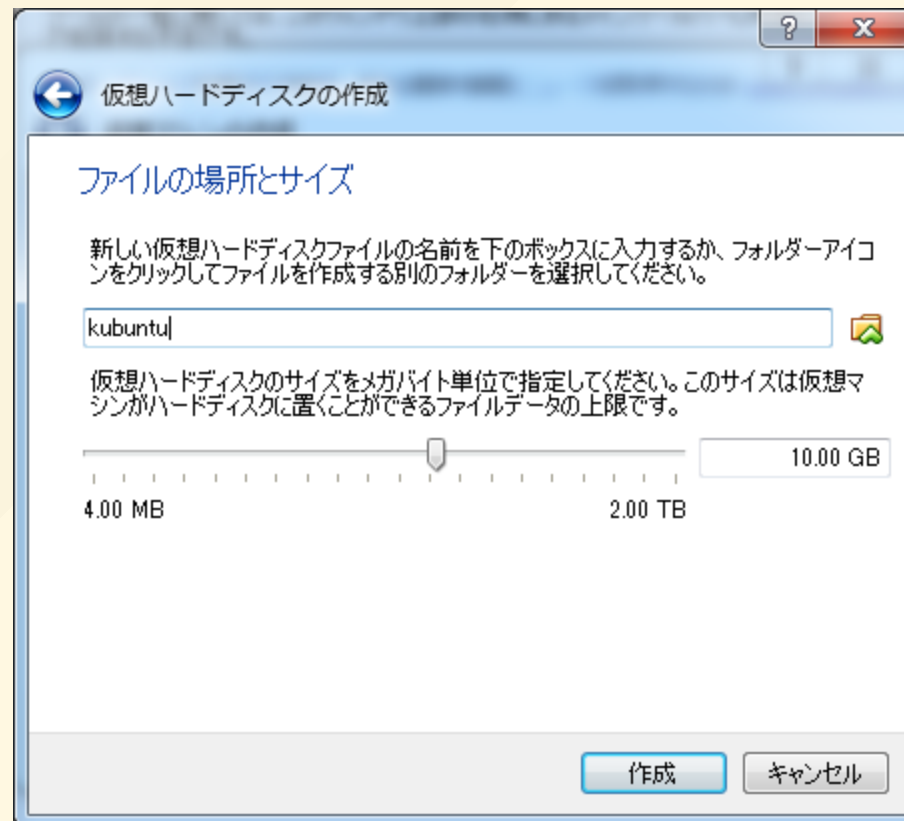 仮想ハードディスクの作成
ファイルの場所とサイズ
新しい仮想ハードディスクファイルの名前を下のボックスに入力するか、フォルダーアイコ
ンをクリックしてファイルを作成する別のフォルダーを選択してください。
kubuntu
仮想ハードディスクのサイズをメガバイト単位で指定してください。このサイズは仮想マ
シンがハードディスクに置くことができるファイルデータの上限です。
10.00 GB
4.00 MB 2.00 TB
作成 キャンセル